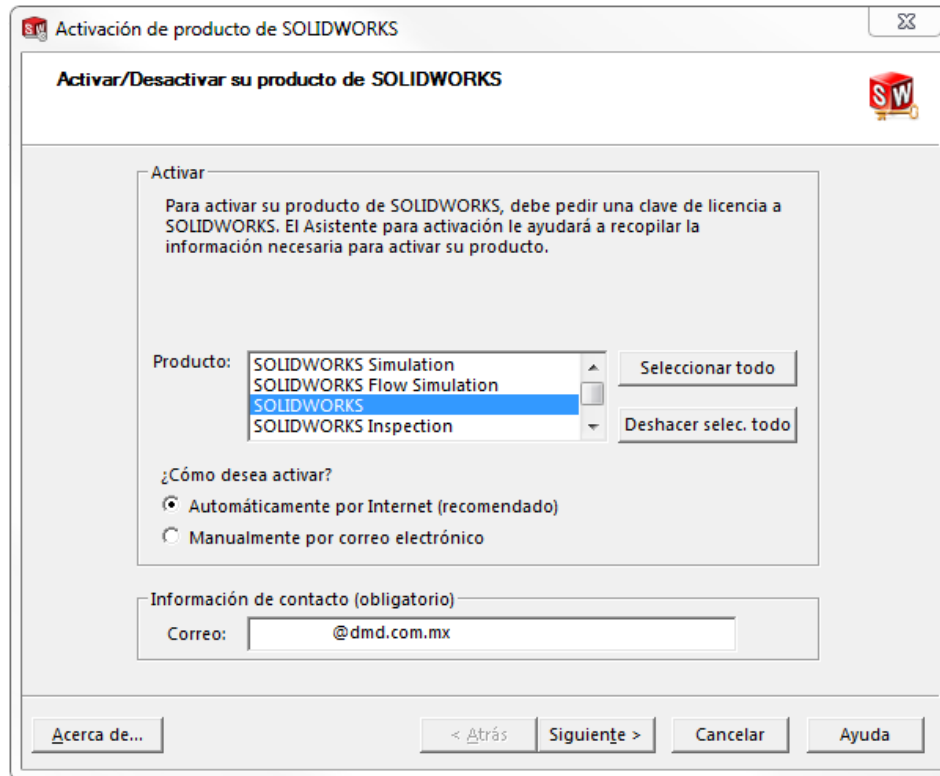 Activación de producto de SOLIDWORKS
Activar/Desactivar su producto de SOLIDWORKS
SW
Activar
Para activar su producto de SOLIDWORKS, debe pedir una clave de licencia a
SOLIDWORKS. El Asistente para activación le ayudará a recopilar la
información necesaria para activar su producto.
Producto:
SOLIDWORKS Simulation
SOLIDWORKS Flow Simulation
SOLIDWORKS
SOLIDWORKS Inspection
Seleccionar todo
Deshacer selec. todo
¿Cómo desea activar?
Automáticamente por Internet (recomendado)
Manualmente por correo electrónico
Información de contacto (obligatorio)
Correo: @dmd.com.mx
Acerca de... < Atrás Siguiente > Cancelar Ayuda